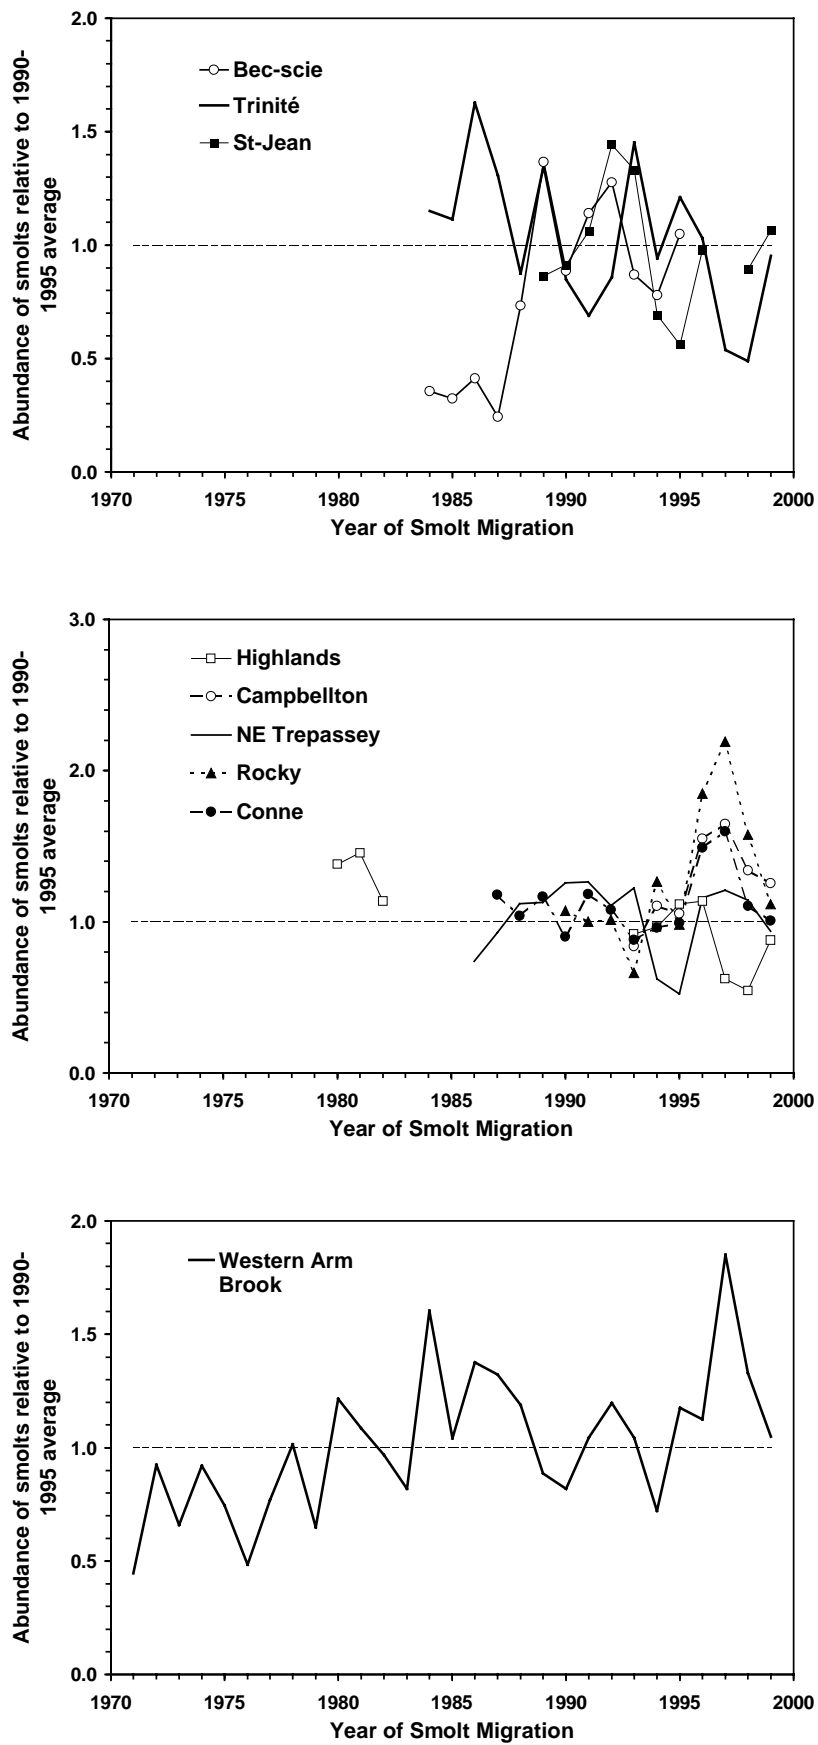 2.0
Bec-scie
Trinité
St-Jean
1.5
1.0
0.5
0.0
Abundance of smolts relative to 1990-
1995 average
1970 1975 1980 1985 1990 1995 2000
Year of Smolt Migration
3.0
Highlands
Campbellton
NE Trepassey
2.0
Rocky
Conne
1.0
0.0
Abundance of smolts relative to 1990-
1995 average
1970 1975 1980 1985 1990 1995 2000
Year of Smolt Migration
2.0
Western Arm
Brook
1.5
1.0
0.5
0.0
Abundance of smolts relative to 1990-
1995 average
1970 1975 1980 1985 1990 1995 2000
Year of Smolt Migration